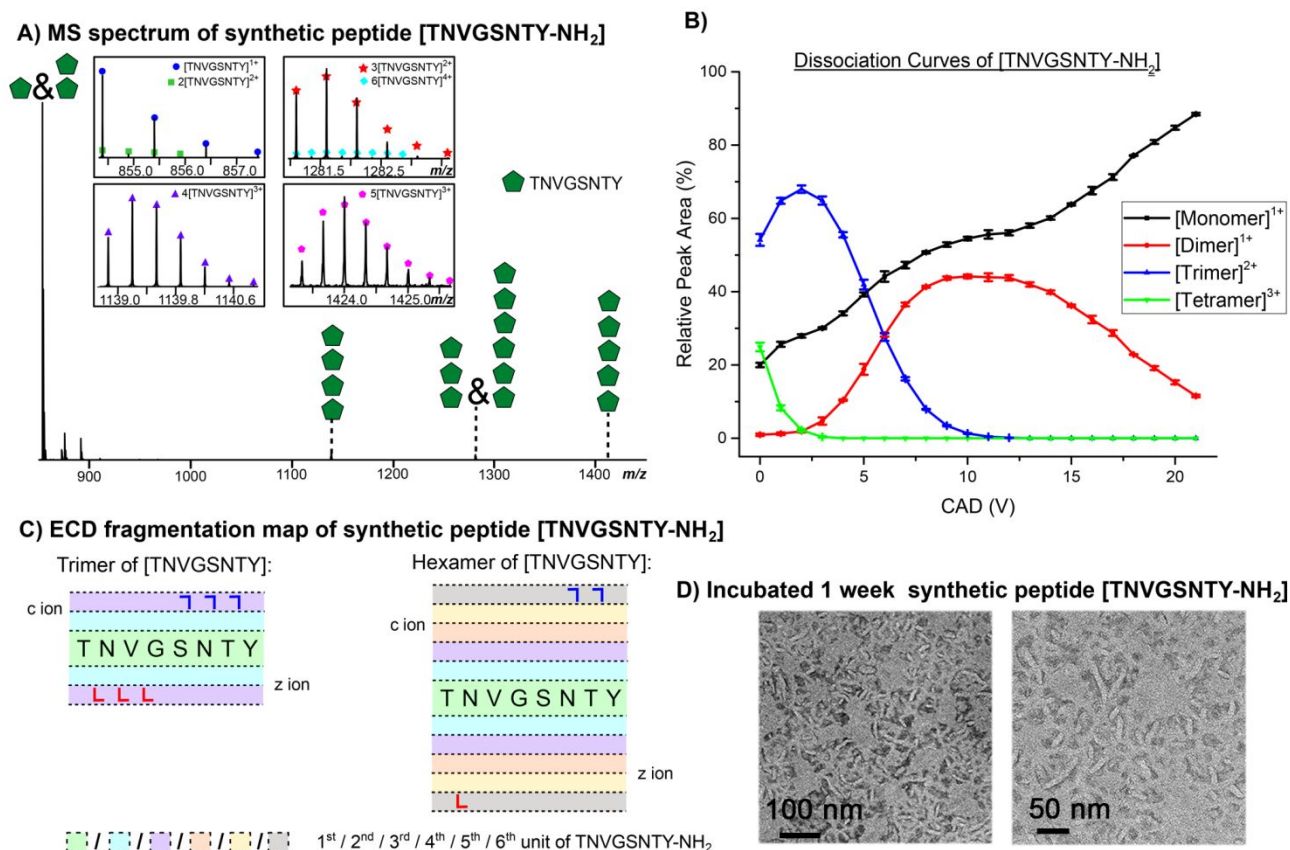 A) MS spectrum of synthetic peptide [TNVGSNTY-NH2]
&
[TNVGSNTY]1+
2[TNVGSNTY]2+
855.0 856.0 857.0
3[TNVGSNTY]2+
6[TNVGSNTY]4+
1281.5 1282.5 m/z
4[TNVGSNTY]3+
1139.0 1139.8 1140.6
5[TNVGSNTY]3+
1424.0 1425.0 m/z
TNVGSNTY
&
900 1000 1100 1200 1300 1400 m/z
B)
Dissociation Curves of [TNVGSNTY-NH2]
Relative Peak Area (%)
100
80
60
40
20
0
[Monomer]1+
[Dimer]1+
[Trimer]2+
[Tetramer]3+
0 5 10 15 20
CAD (V)
C) ECD fragmentation map of synthetic peptide [TNVGSNTY-NH2]
Trimer of [TNVGSNTY]:
c ion
T N V G S N T Y
z ion
Hexamer of [TNVGSNTY]:
c ion
T N V G S N T Y
z ion
/ / / / / 1st / 2nd / 3rd / 4th / 5th / 6th unit of TNVGSNTY-NH2
D) Incubated 1 week synthetic peptide [TNVGSNTY-NH2]
100 nm
50 nm